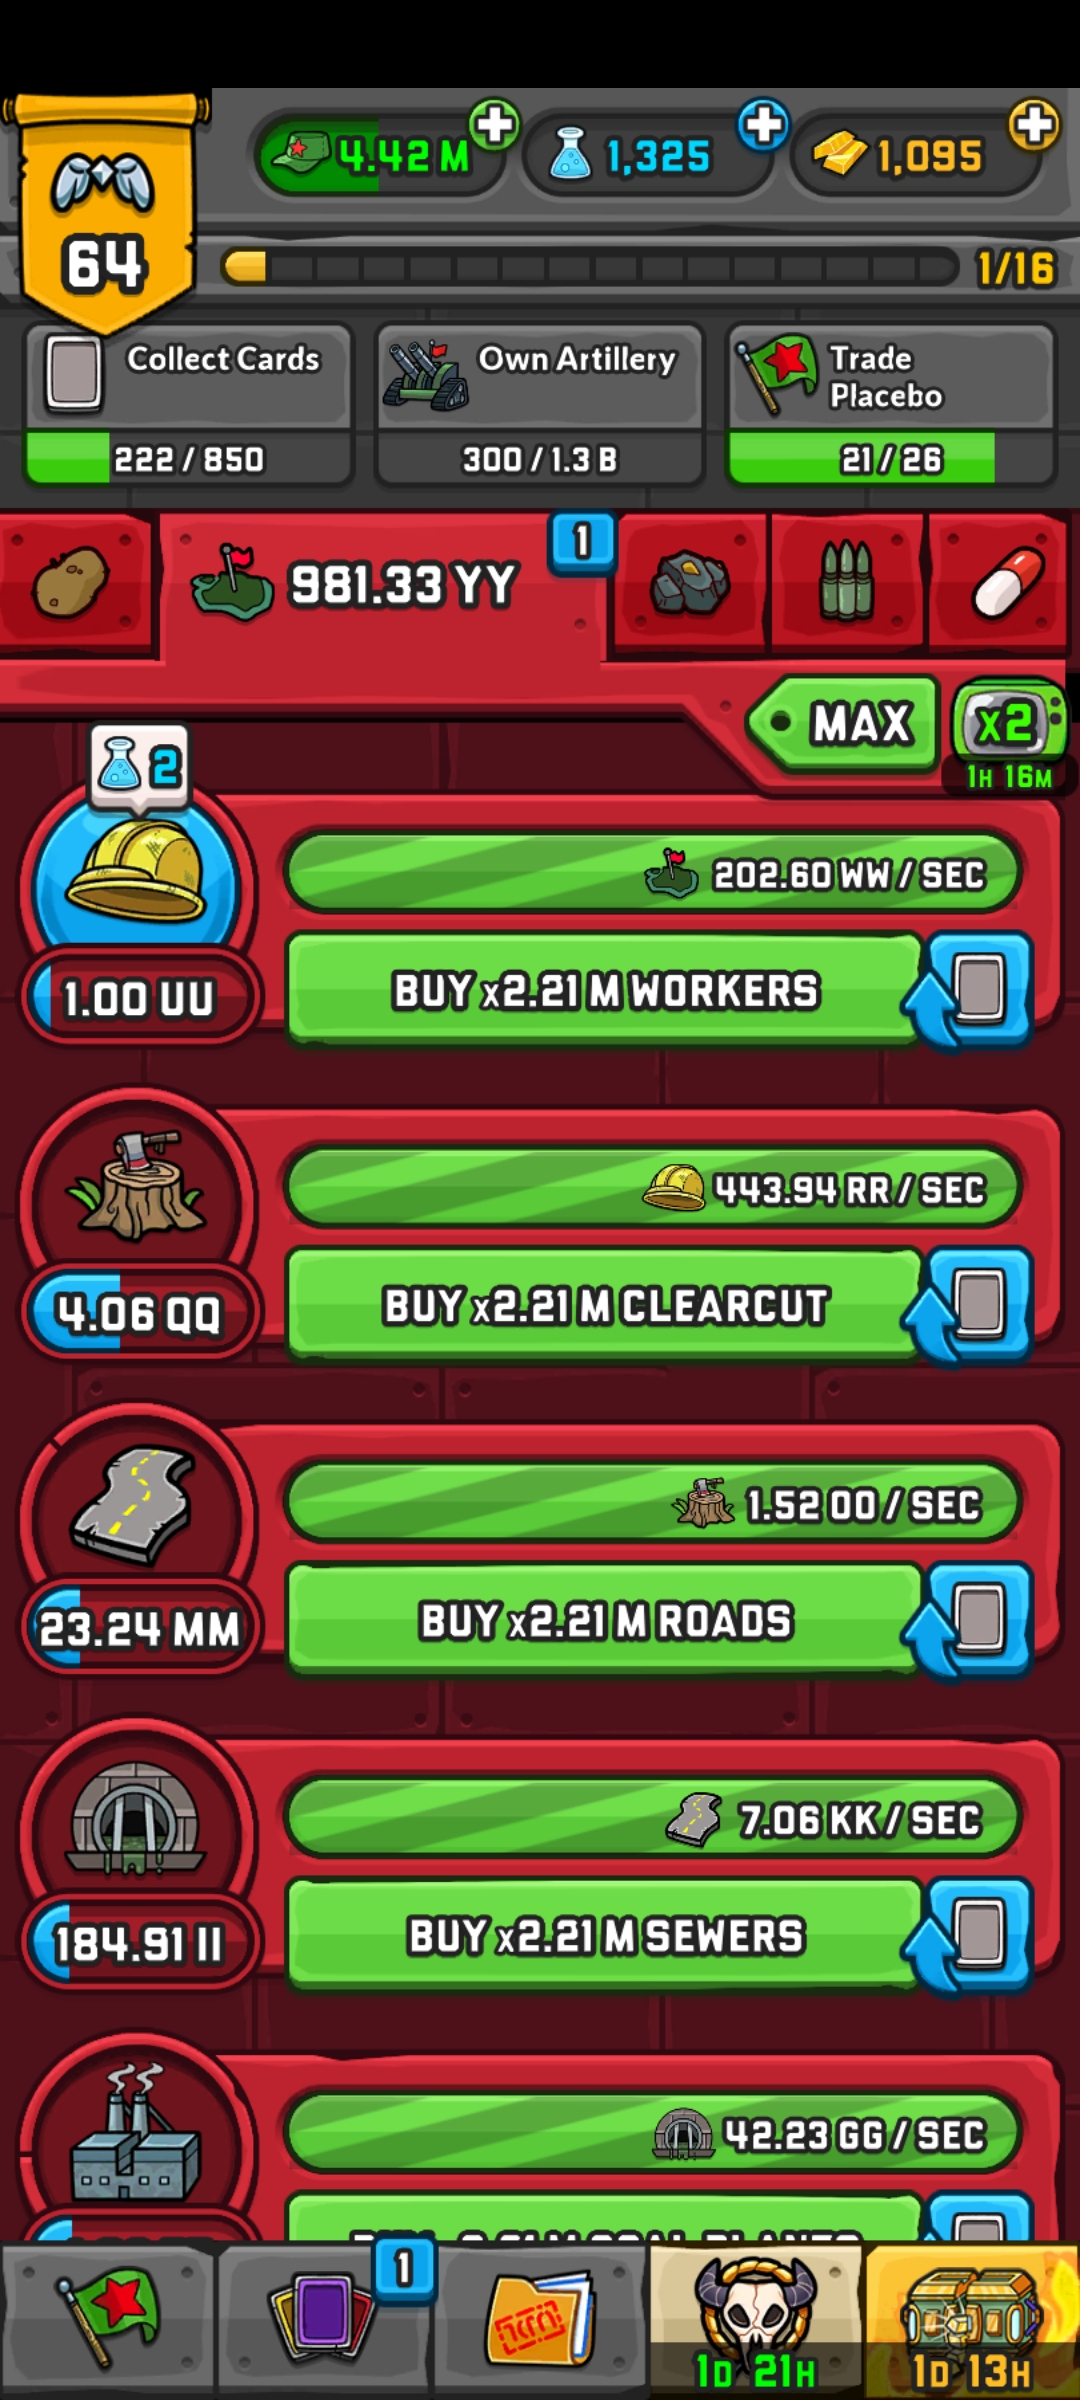 4.42 M
1,325
1,095
64
1/16
Collect Cards
222 / 850
Own Artillery
300 / 1.3 B
Trade
Placebo
21 / 26
981.33 YY
1
MAX
x2
1H 16M
2
202.60 WW / SEC
1.00 UU
BUY x2.21 M WORKERS
443.94 RR / SEC
4.06 QQ
BUY x2.21 M CLEARCUT
1.52 OO / SEC
23.24 MM
BUY x2.21 M ROADS
7.06 KK / SEC
184.91 II
BUY x2.21 M SEWERS
42.23 GG / SEC
1
1D 21H
1D 13H